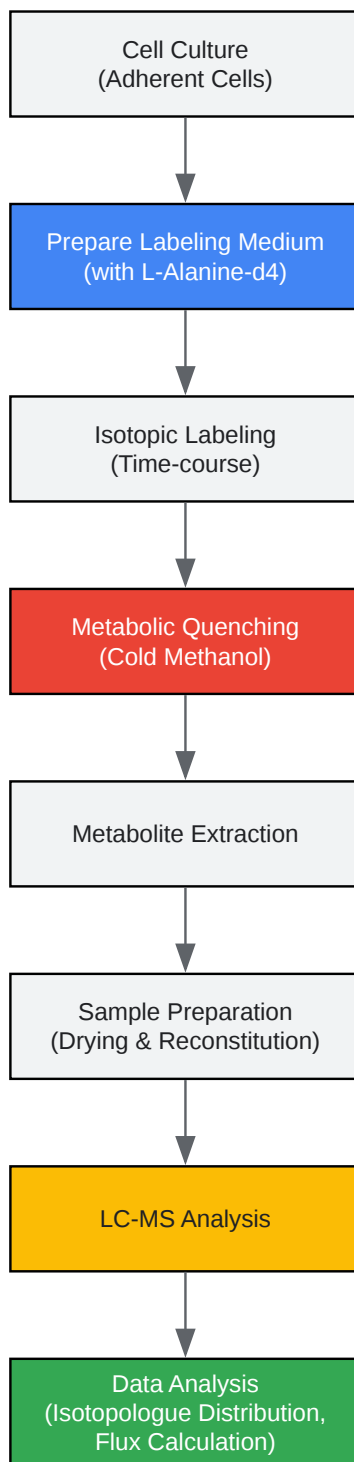 Cell Culture
(Adherent Cells)
Prepare Labeling Medium
(with L-Alanine-d4)
Isotopic Labeling
(Time-course)
Metabolic Quenching
(Cold Methanol)
Metabolite Extraction
Sample Preparation
(Drying & Reconstitution)
LC-MS Analysis
Data Analysis
(Isotopologue Distribution,
Flux Calculation)